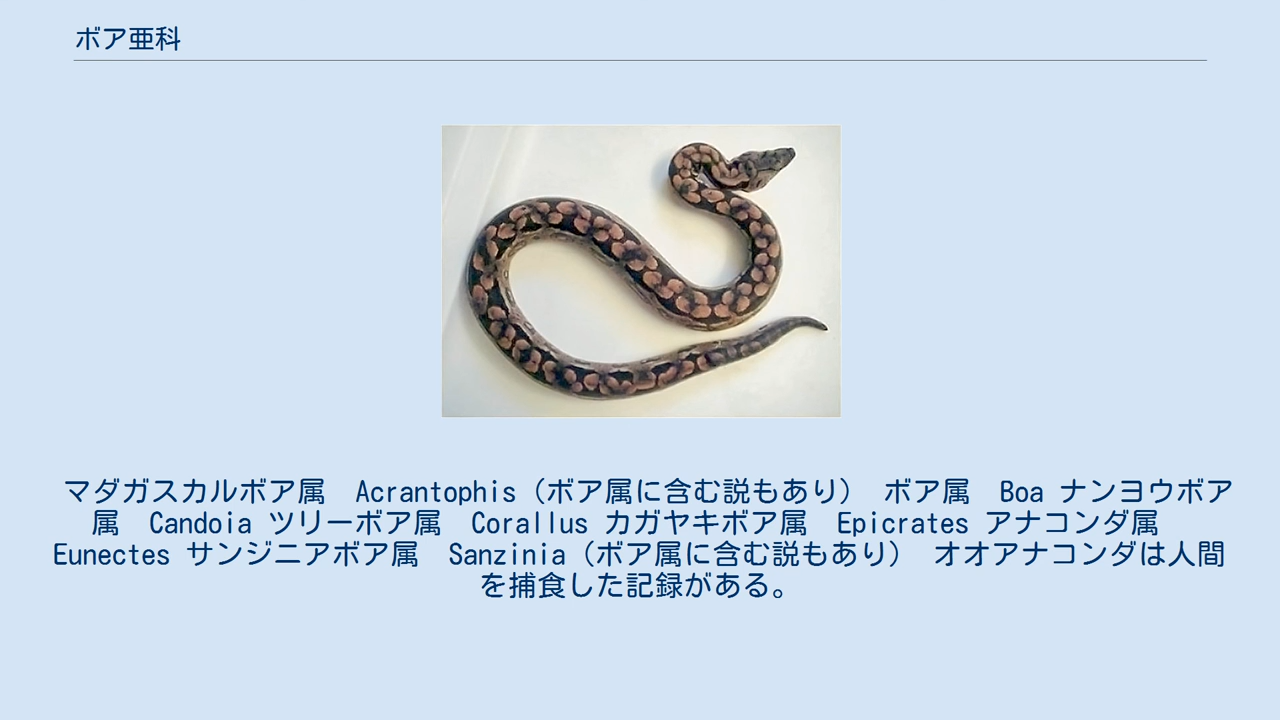 ボア亜科
マダガスカルボア属　Acrantophis（ボア属に含む説もあり）　ボア属　Boa ナンヨウボア
属　Candoia ツリーボア属　Corallus カガヤキボア属　Epicrates アナコンダ属
Eunectes サンジニアボア属　Sanzinia（ボア属に含む説もあり）　オオアナコンダは人間
を捕食した記録がある。